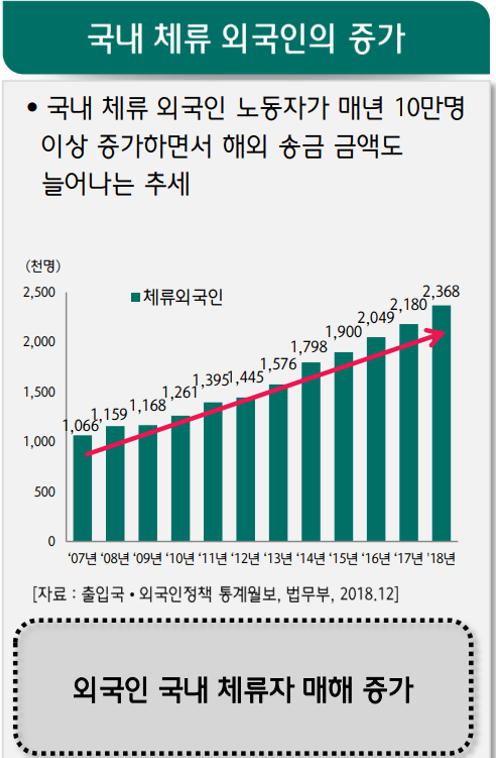 국내 체류 외국인의 증가
• 국내 체류 외국인 노동자가 매년 10만명
이상 증가하면서 해외 송금 금액도
늘어나는 추세
(천명)
체류외국인
2,500
2,000
1,500
1,000
500
0
1,066
1,159
1,168
1,261
1,395
1,445
1,576
1,798
1,900
2,049
2,180
2,368
‘07년 ‘08년 ‘09년 ‘10년 ‘11년 ‘12년 ‘13년 ‘14년 ‘15년 ‘16년 ‘17년 ’18년
[자료 : 출입국•외국인정책 통계월보, 법무부, 2018.12]
외국인 국내 체류자 매해 증가